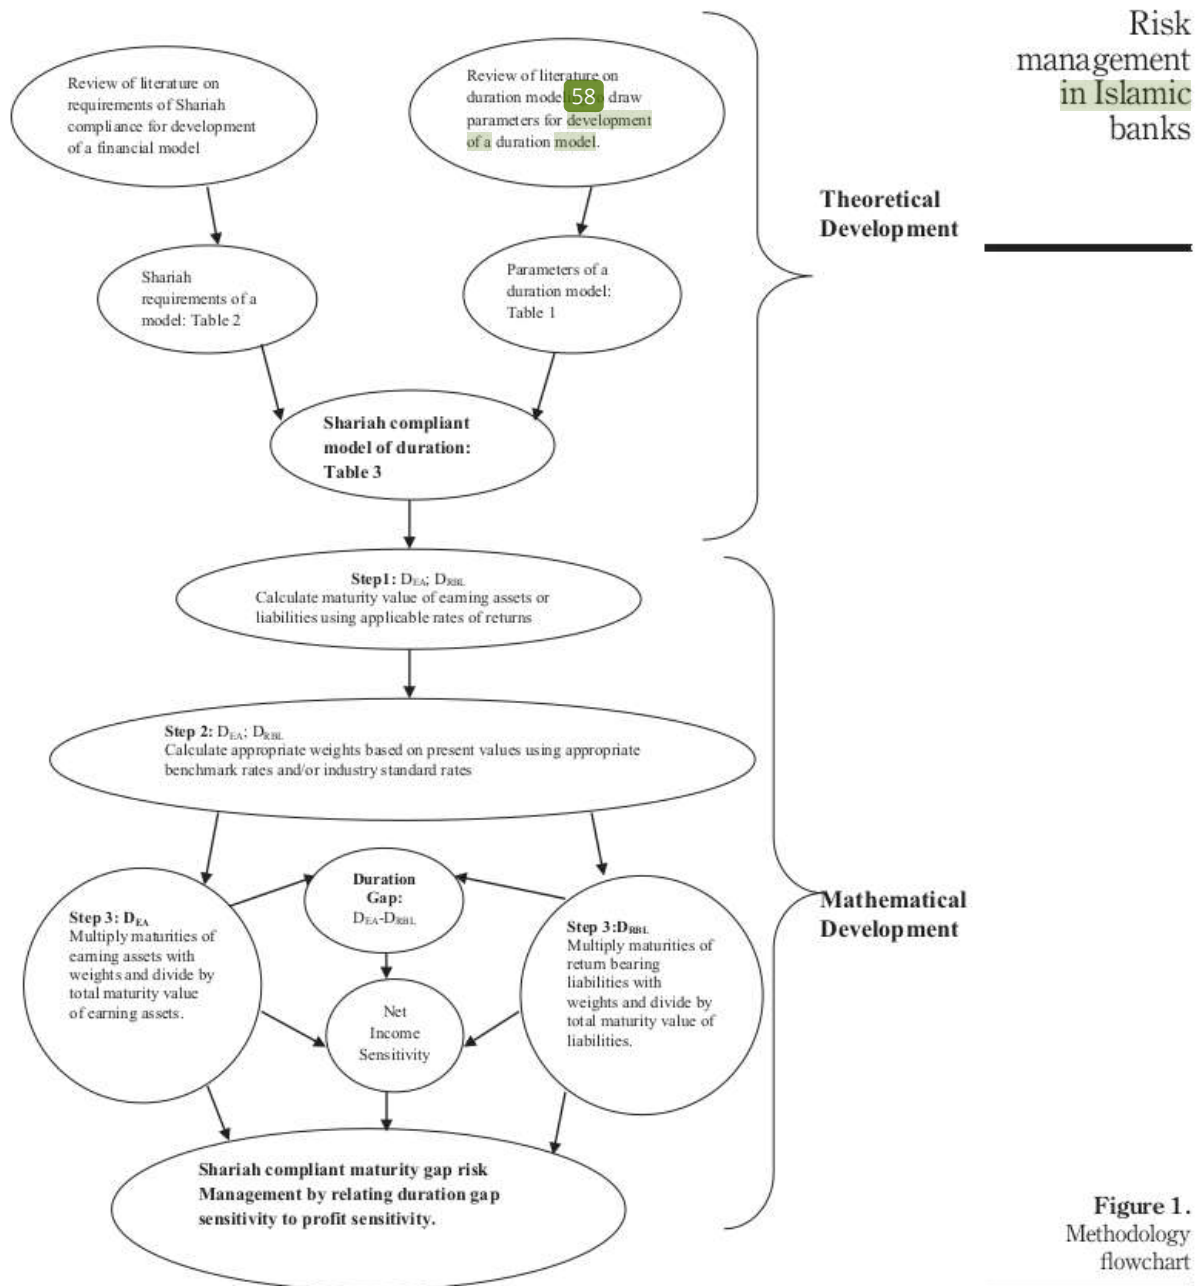 Risk
management
in Islamic
banks
Review of literature on
requirements of Shariah
compliance for development
of a financial model
Review of literature on
duration 58 draw
parameters for development
of a duration model.
Theoretical
Development
Shariah
requirements of a
model: Table 2
Parameters of a
duration model:
Table 1
Shariah compliant
model of duration:
Table 3
Step1: DEA; DRBL
Calculate maturity value of earning assets or
liabilities using applicable rates of returns
Step 2: DEA; DRBL
Calculate appropriate weights based on present values using appropriate
benchmark rates and/or industry standard rates
Duration
Gap:
DEA-DRBL
Step 3: DEA
Multiply maturities of
earning assets with
weights and divide by
total maturity value
of earning assets.
Step 3:DRBL
Multiply maturities of
return bearing
liabilities with
weights and divide by
total maturity value of
liabilities.
Mathematical
Development
Net
Income
Sensitivity
Shariah compliant maturity gap risk
Management by relating duration gap
sensitivity to profit sensitivity.
Figure 1.
Methodology
flowchart